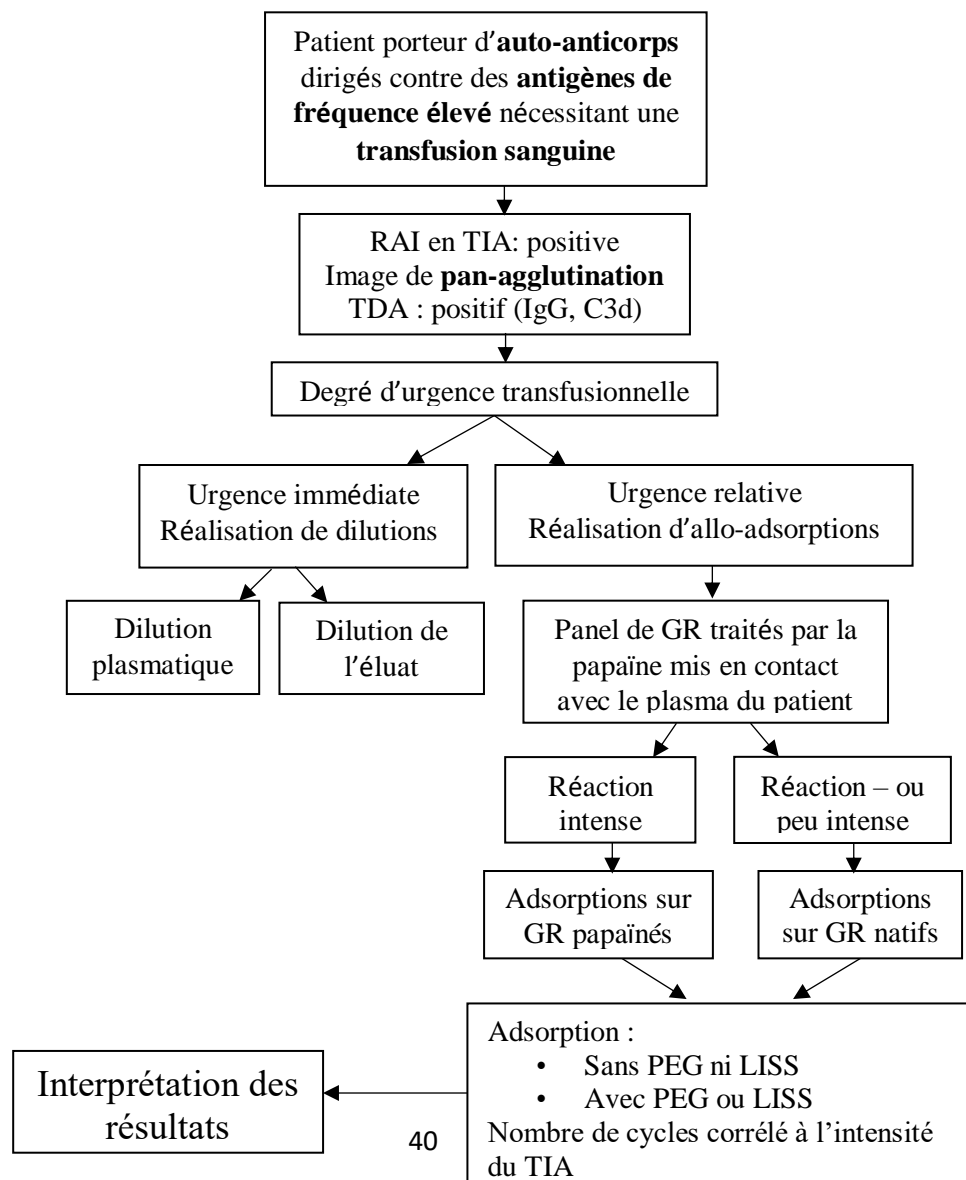 Patient porteur d’auto-anticorps
dirigés contre des antigènes de
fréquence élevé nécessitant une
transfusion sanguine
RAI en TIA: positive
Image de pan-agglutination
TDA : positif (IgG, C3d)
Degré d’urgence transfusionnelle
Urgence immédiate
Réalisation de dilutions
Urgence relative
Réalisation d’allo-adsorptions
Dilution
plasmatique
Dilution de
l’éluat
Panel de GR traités par la
papaïne mis en contact
avec le plasma du patient
Réaction
intense
Réaction – ou
peu intense
Adsorptions sur
GR papaïnés
Adsorptions
sur GR natifs
Adsorption :
• Sans PEG ni LISS
• Avec PEG ou LISS
Nombre de cycles corrélé à l’intensité
du TIA
Interprétation des
résultats
40